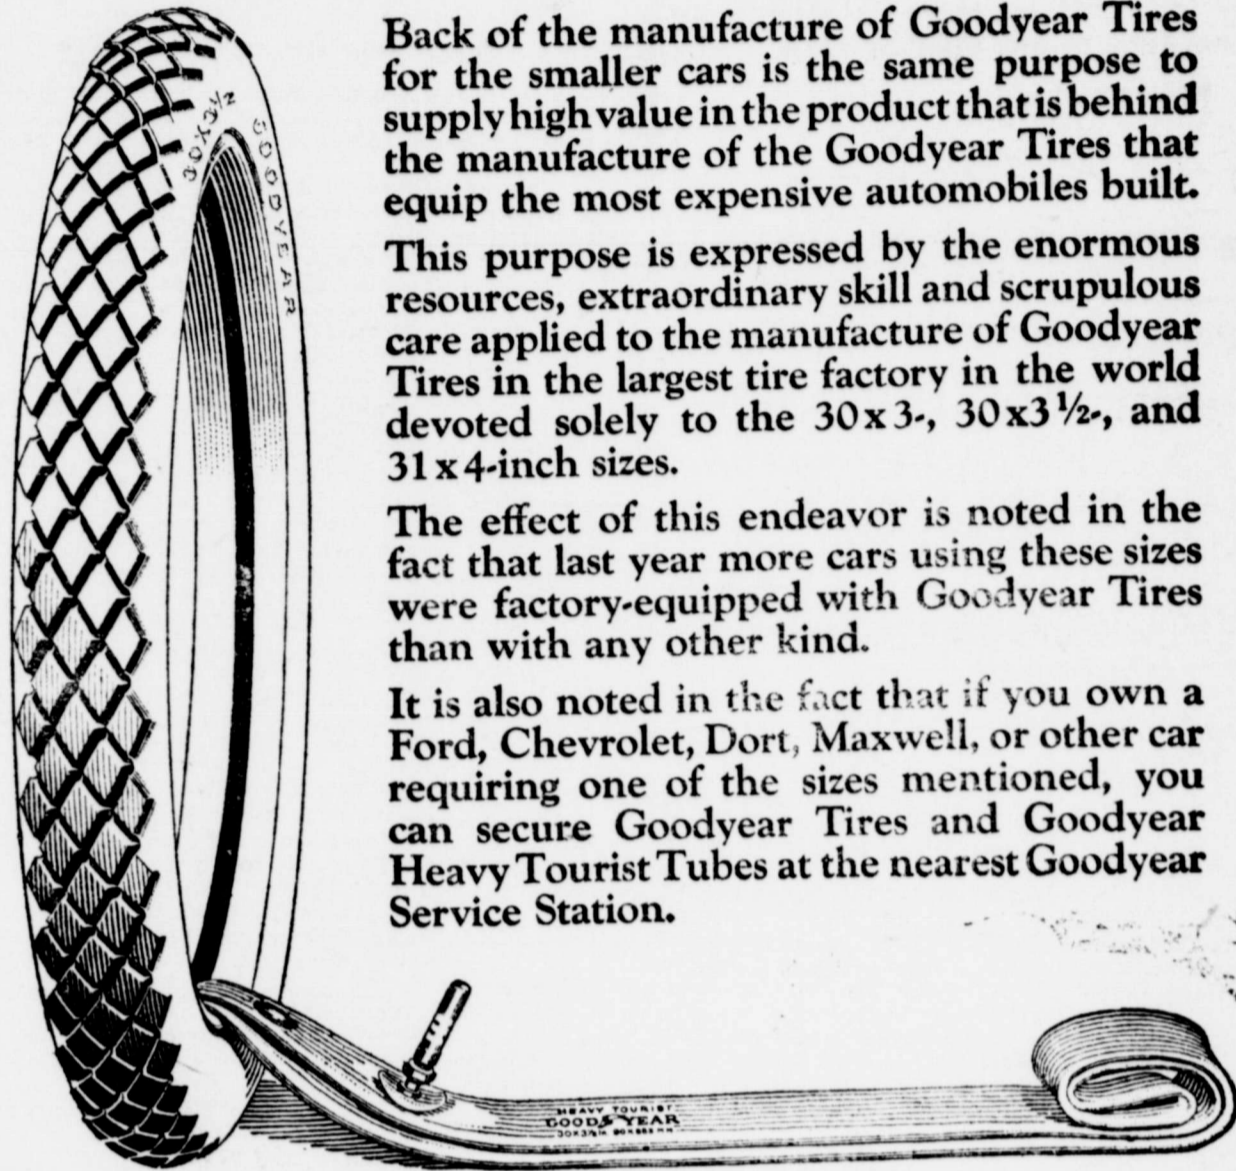 Back of the manufacture of Goodyear Tires
for the smaller cars is the same purpose to
supply high value in the product that is behind
the manufacture of the Goodyear Tires that
equip the most expensive automobiles built.
This purpose is expressed by the enormous
resources, extraordinary skill and scrupulous
care applied to the manufacture of Goodyear
Tires in the largest tire factory in the world
devoted solely to the 30x3-, 30x3½-, and
31x4-inch sizes.
The effect of this endeavor is noted in the
fact that last year more cars using these sizes
were factory-equipped with Goodyear Tires
than with any other kind.
It is also noted in the fact that if you own a
Ford, Chevrolet, Dort, Maxwell, or other car
requiring one of the sizes mentioned, you
can secure Goodyear Tires and Goodyear
Heavy Tourist Tubes at the nearest Goodyear
Service Station.
30X3½
GOODYEAR
HEAVY TOURIST
GOODYEAR